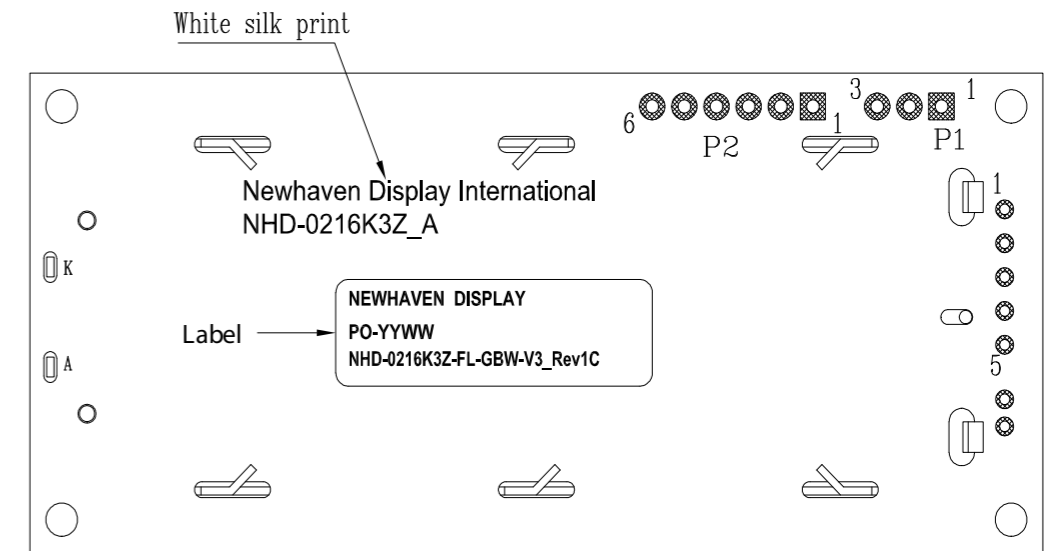 White silk print
3 1
6 1
P2 P1
Newhaven Display International
NHD-0216K3Z_A
1
K
NEWHAVEN DISPLAY
Label
PO-YYWW
NHD-0216K3Z-FL-GBW-V3_Rev1C
A
5